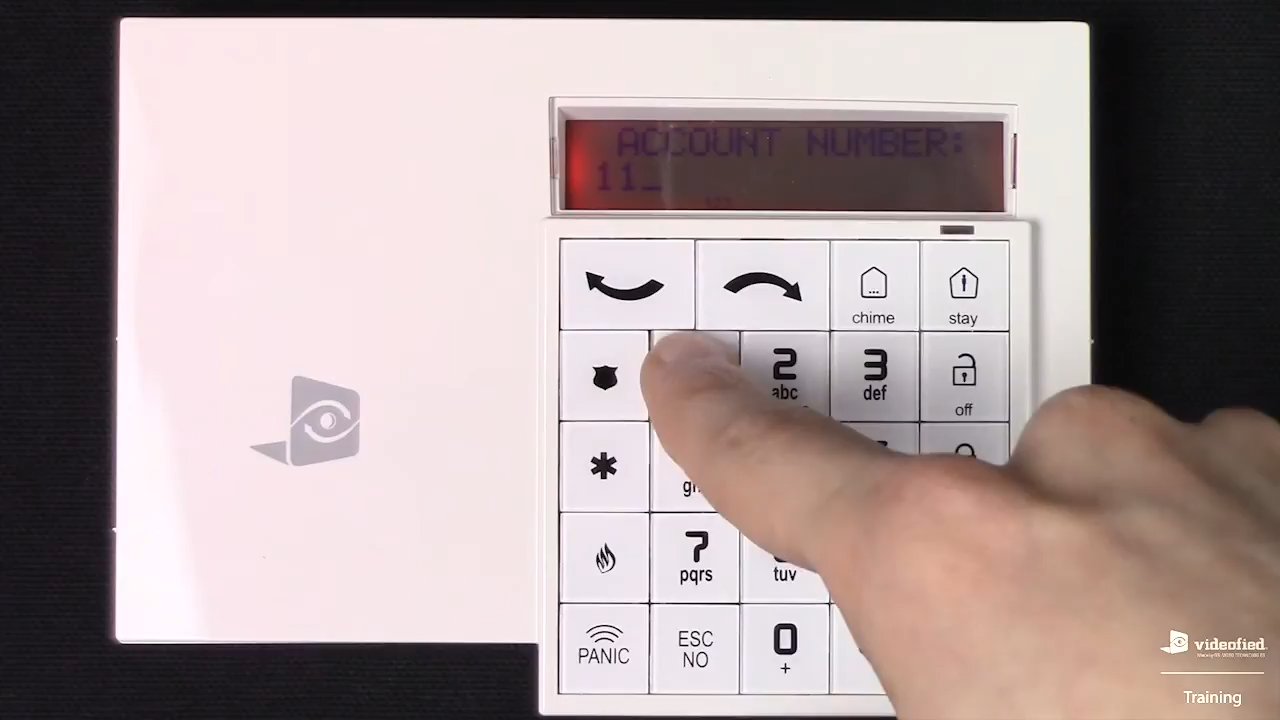 ACCOUNT NUMBER:
11_
chime
stay
2
abc
3
def
off
7
pqrs
tuv
PANIC
ESC
NO
0
+
videofied
Training